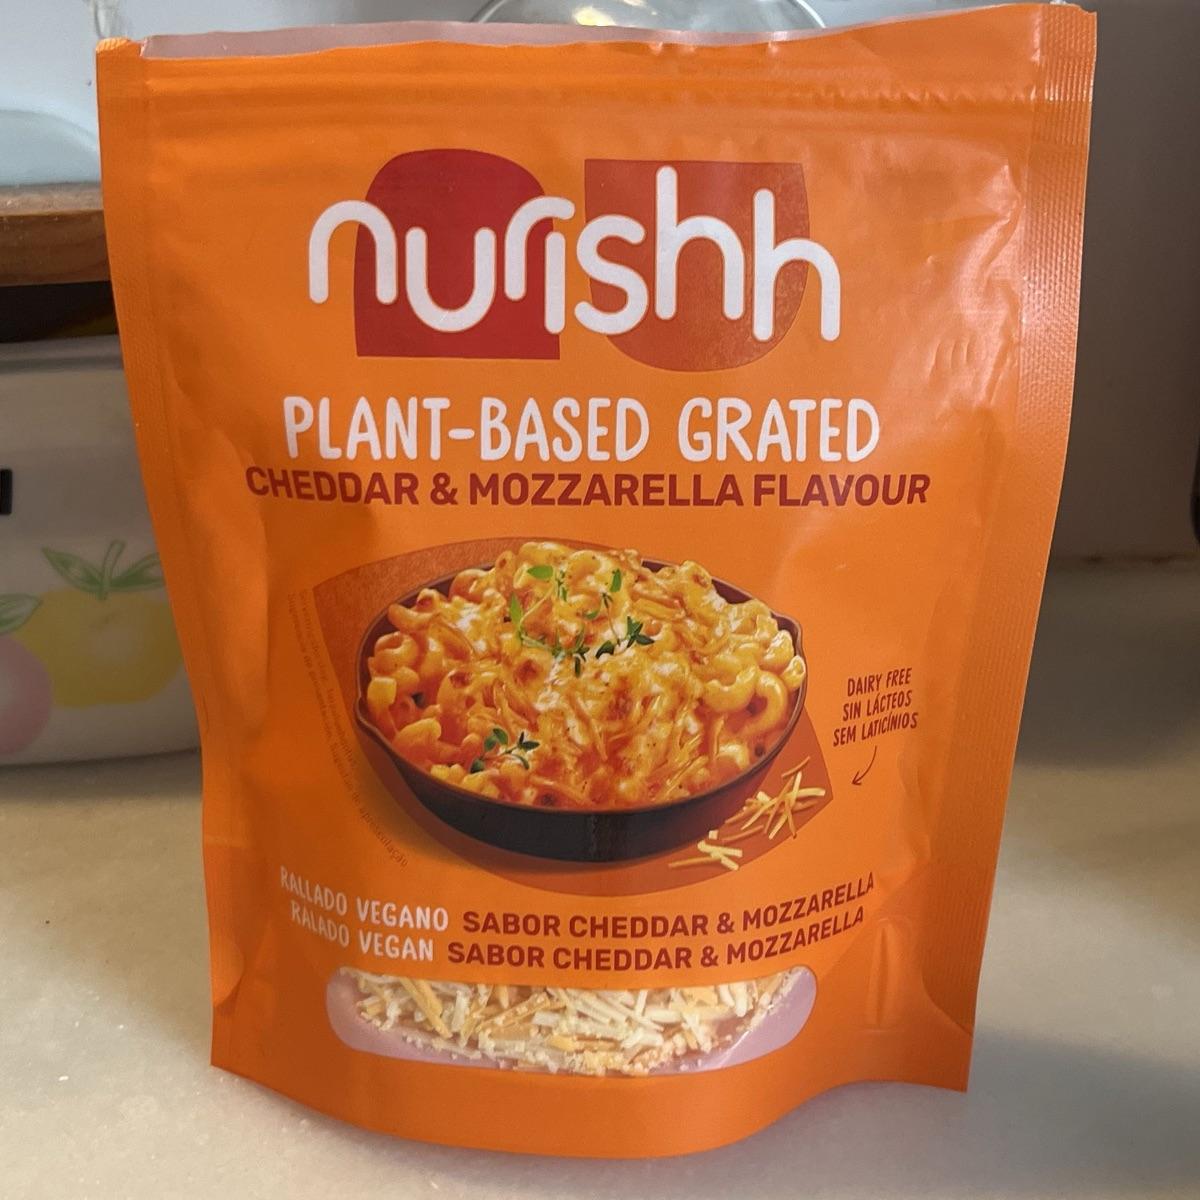 nurishh
PLANT-BASED GRATED
CHEDDAR & MOZZARELLA FLAVOUR
DAIRY FREE
SIN LÁCTEOS
SEM LATICÍNIOS
RALLADO VEGANO SABOR CHEDDAR & MOZZARELLA
RALADO VEGAN SABOR CHEDDAR & MOZZARELLA